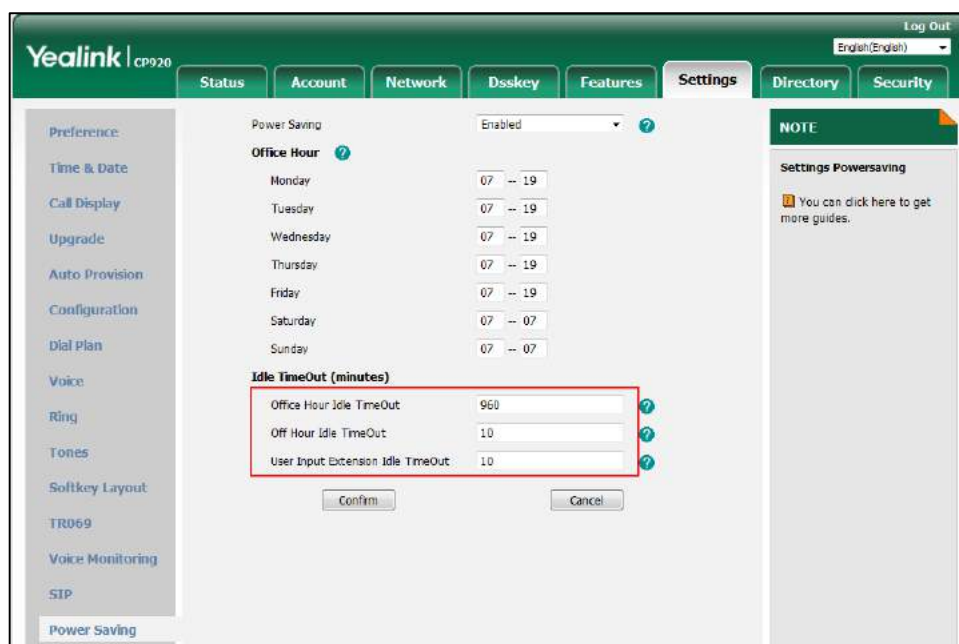 Log Out
Yealink CP920
English(English)
Status Account Network Dsskey Features Settings Directory Security
Preference
Time & Date
Call Display
Upgrade
Auto Provision
Configuration
Dial Plan
Voice
Ring
Tones
Softkey Layout
TR069
Voice Monitoring
SIP
Power Saving
Power Saving Enabled ?
Office Hour ?
Monday 07 -- 19
Tuesday 07 -- 19
Wednesday 07 -- 19
Thursday 07 -- 19
Friday 07 -- 19
Saturday 07 -- 07
Sunday 07 -- 07
Idle TimeOut (minutes)
Office Hour Idle TimeOut 960 ?
Off Hour Idle TimeOut 10 ?
User Input Extension Idle TimeOut 10 ?
Confirm Cancel
NOTE
Settings Powersaving
You can click here to get
more guides.